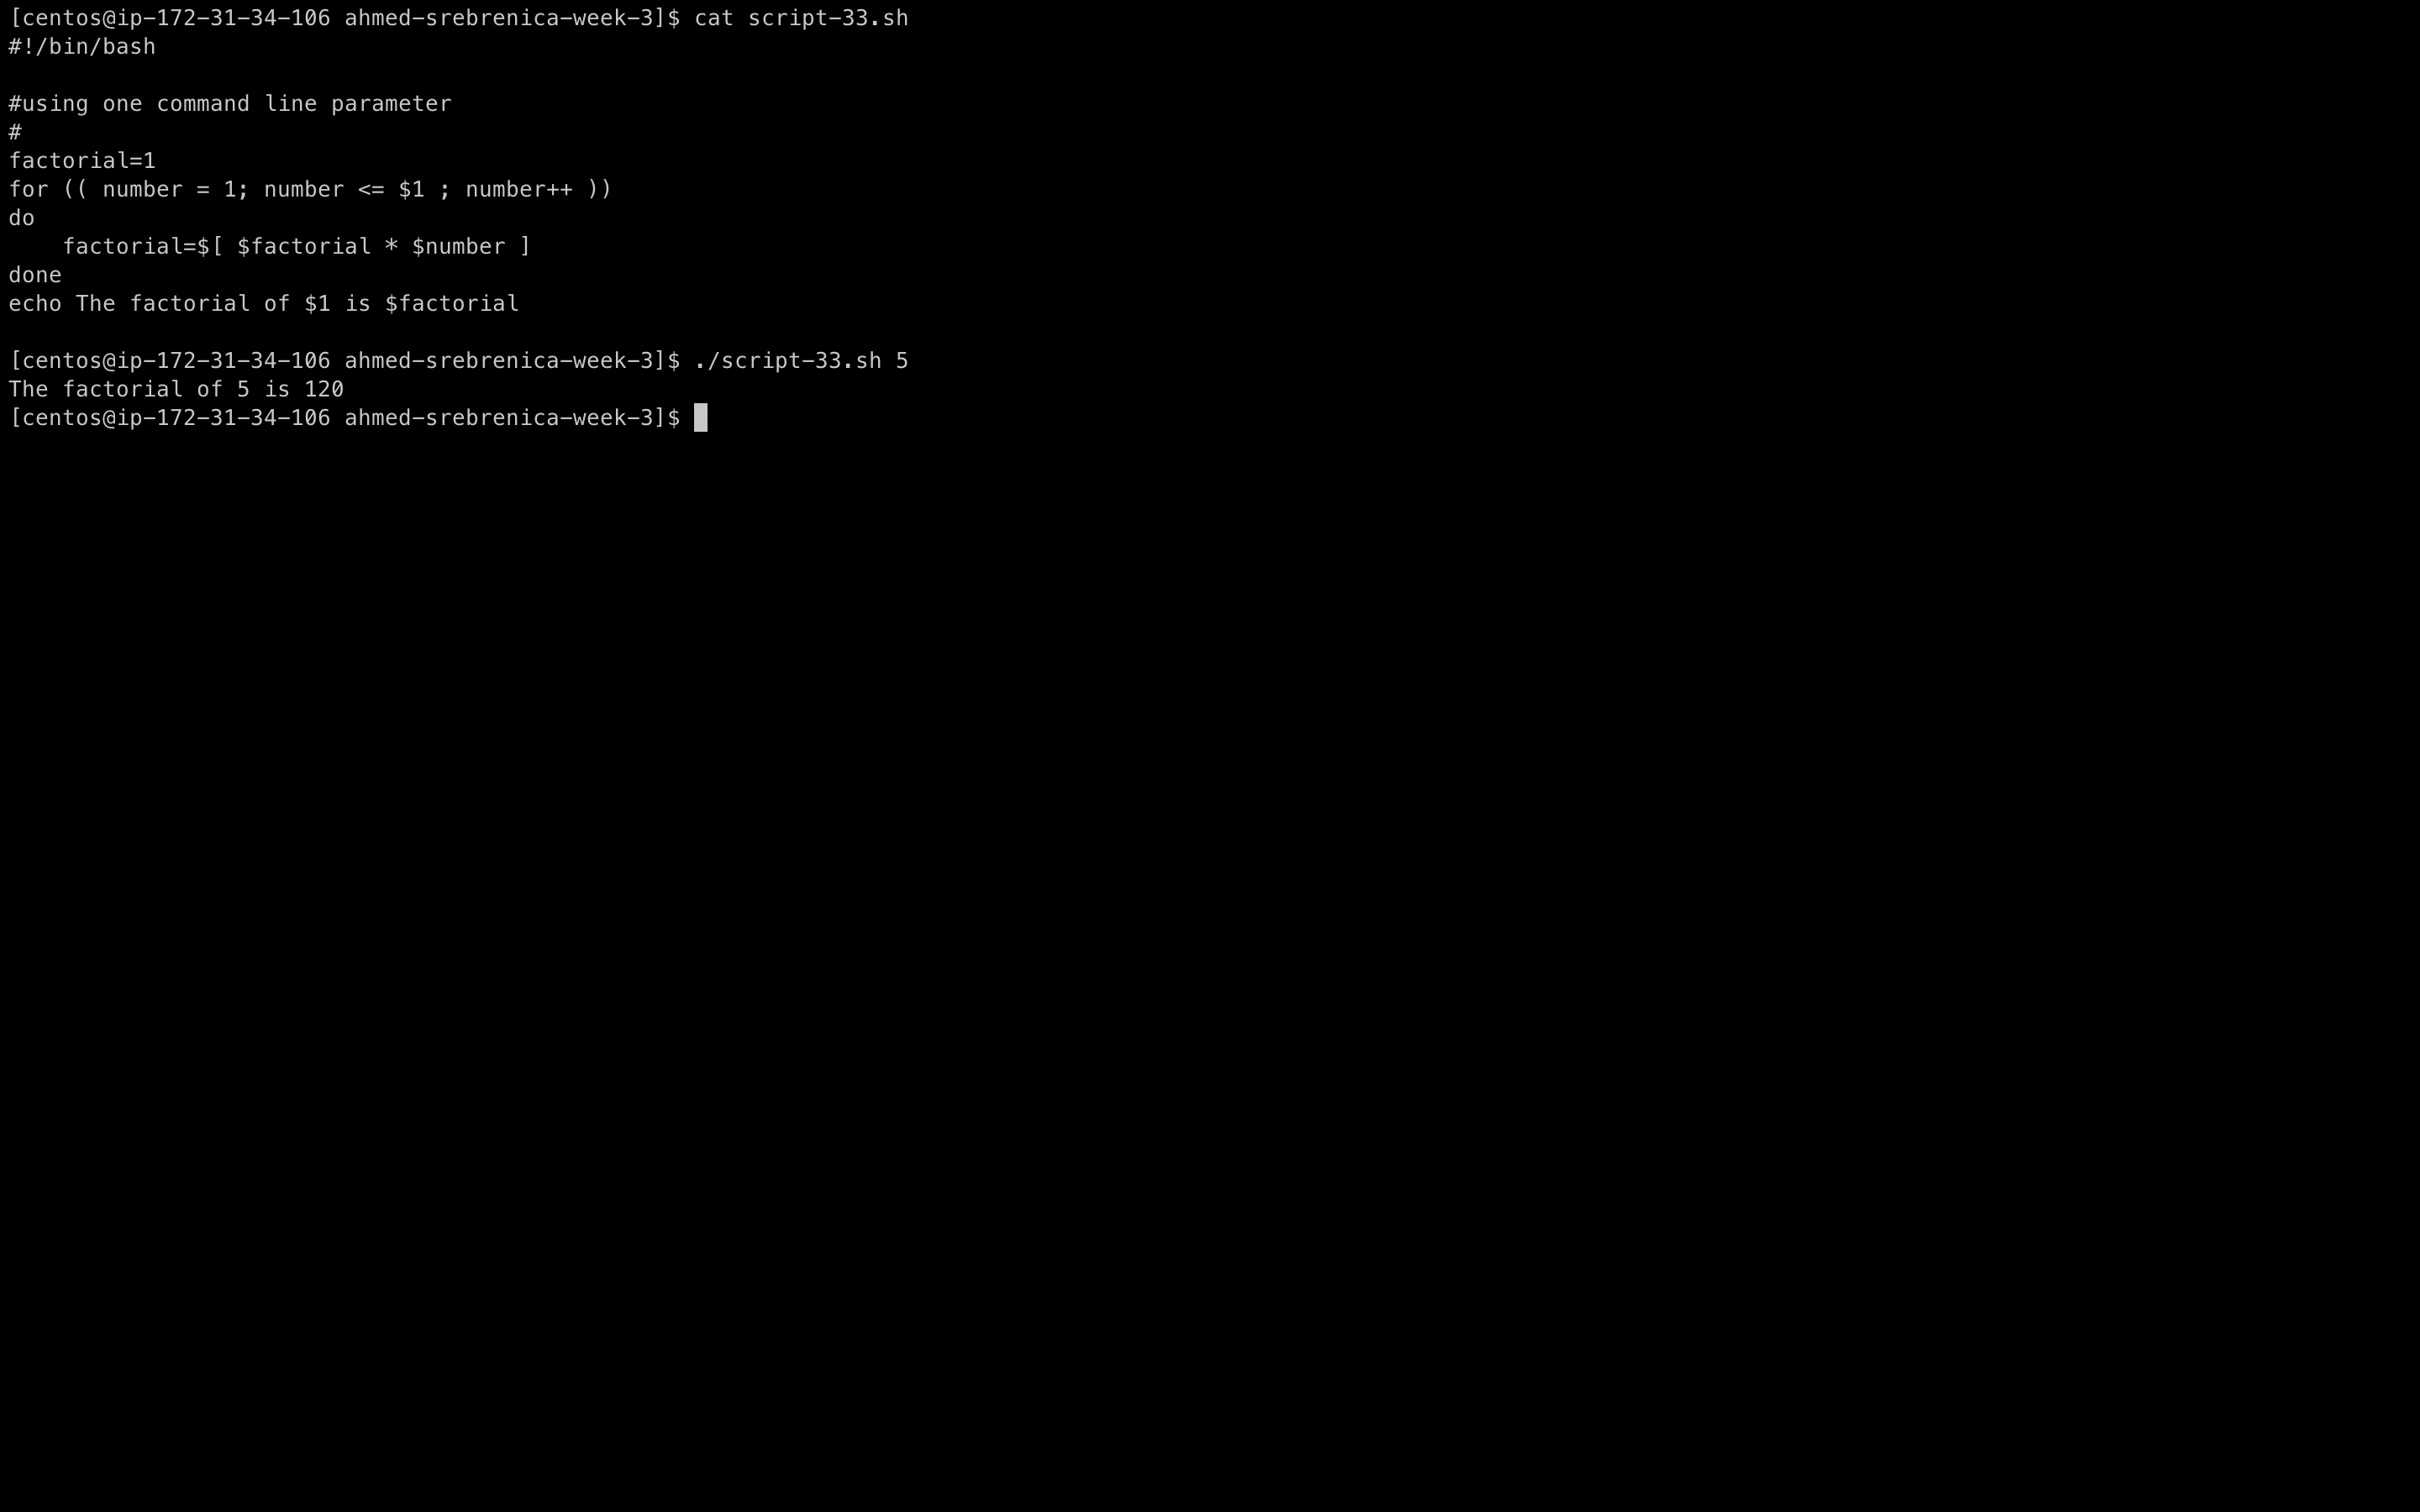 [centos@ip-172-31-34-106 ahmed-srebrenica-week-3]$ cat script-33.sh
#!/bin/bash

#using one command line parameter
#
factorial=1
for (( number = 1; number <= $1 ; number++ ))
do
    factorial=$[ $factorial * $number ]
done
echo The factorial of $1 is $factorial

[centos@ip-172-31-34-106 ahmed-srebrenica-week-3]$ ./script-33.sh 5
The factorial of 5 is 120
[centos@ip-172-31-34-106 ahmed-srebrenica-week-3]$